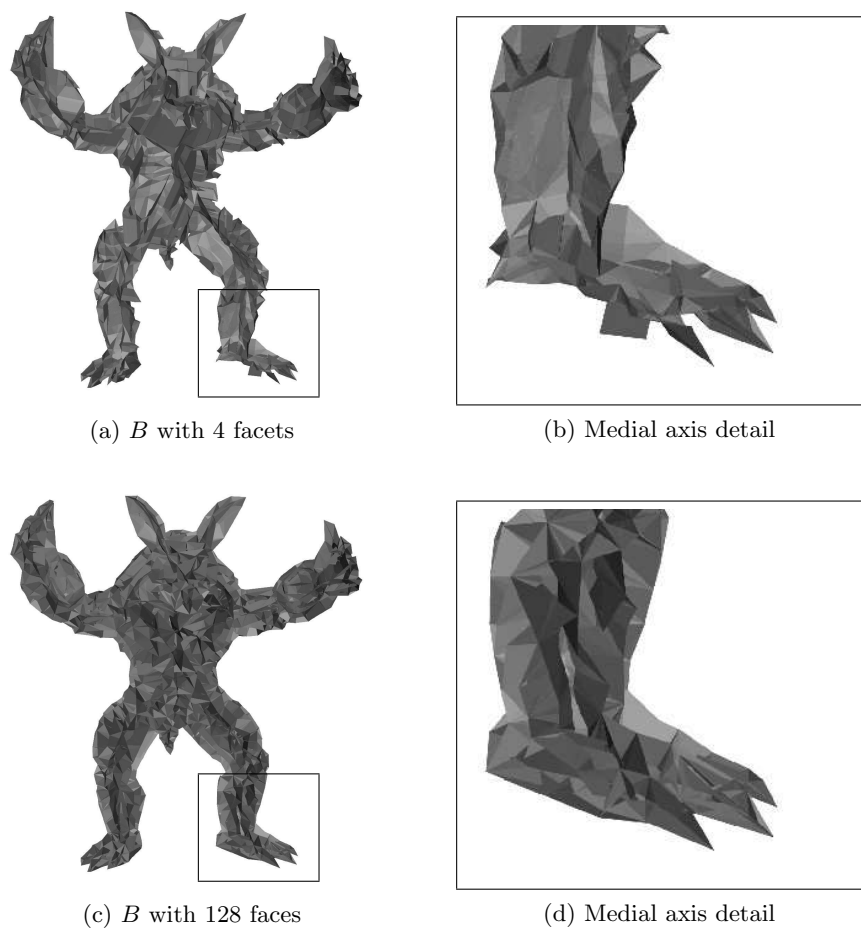 (a) B with 4 facets
(b) Medial axis detail
(c) B with 128 faces
(d) Medial axis detail